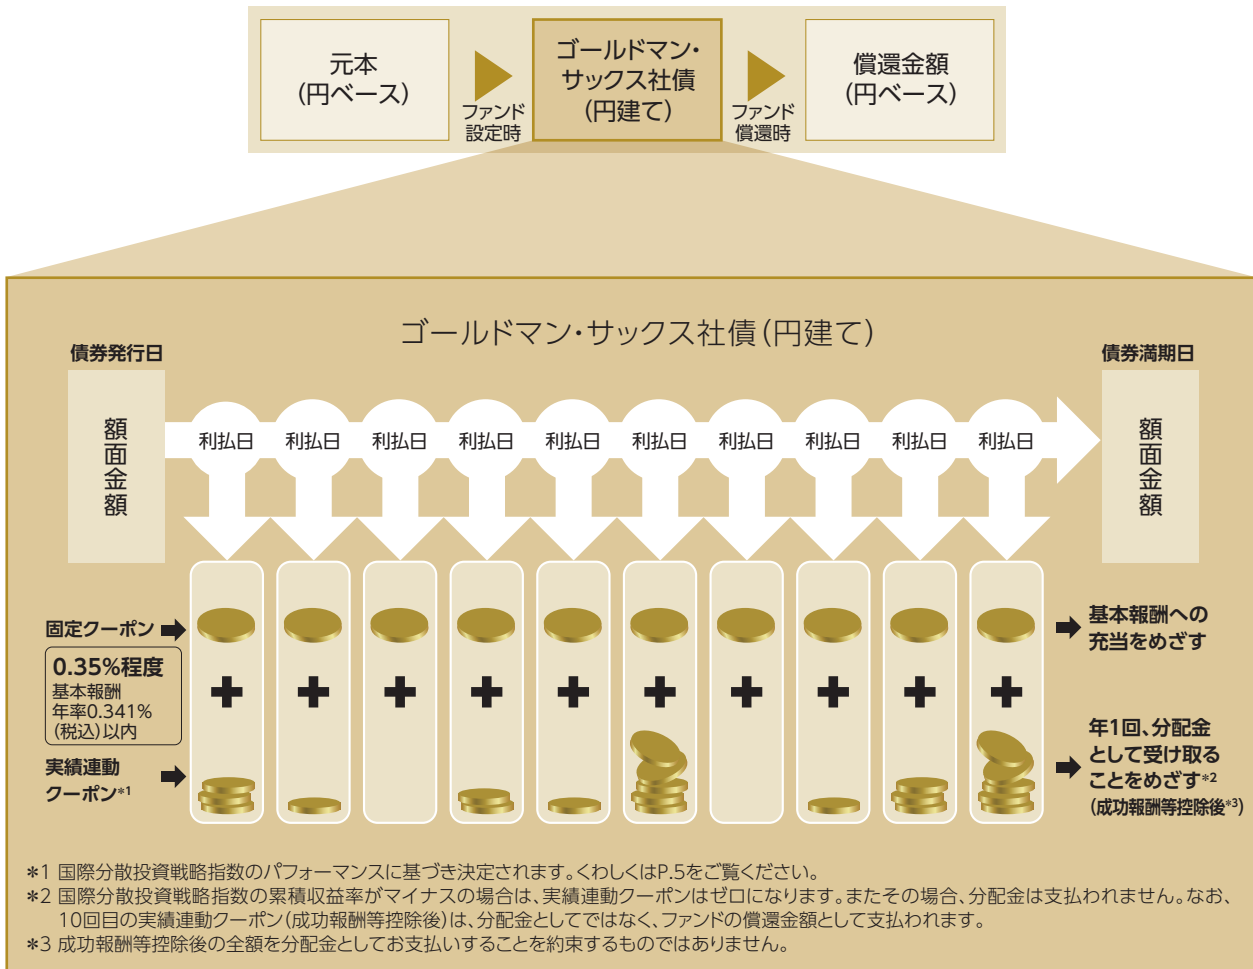 元本
(円ベース)
ファンド
設定時
ゴールドマン・
サックス社債
(円建て)
ファンド
償還時
償還金額
(円ベース)
ゴールドマン・サックス社債(円建て)
債券発行日
額面金額
利払日 利払日 利払日 利払日 利払日 利払日 利払日 利払日 利払日 利払日
債券満期日
額面金額
固定クーポン
0.35%程度
基本報酬
年率0.341%
(税込)以内
実績連動
クーポン*1
基本報酬への
充当をめざす
年1回、分配金
として受け取る
ことをめざす*2
(成功報酬等控除後*3)
*1 国際分散投資戦略指数のパフォーマンスに基づき決定されます。くわしくはP.5をご覧ください。
*2 国際分散投資戦略指数の累積収益率がマイナスの場合は、実績連動クーポンはゼロになります。またその場合、分配金は支払われません。なお、
10回目の実績連動クーポン(成功報酬等控除後)は、分配金としてではなく、ファンドの償還金額として支払われます。
*3 成功報酬等控除後の全額を分配金としてお支払いすることを約束するものではありません。